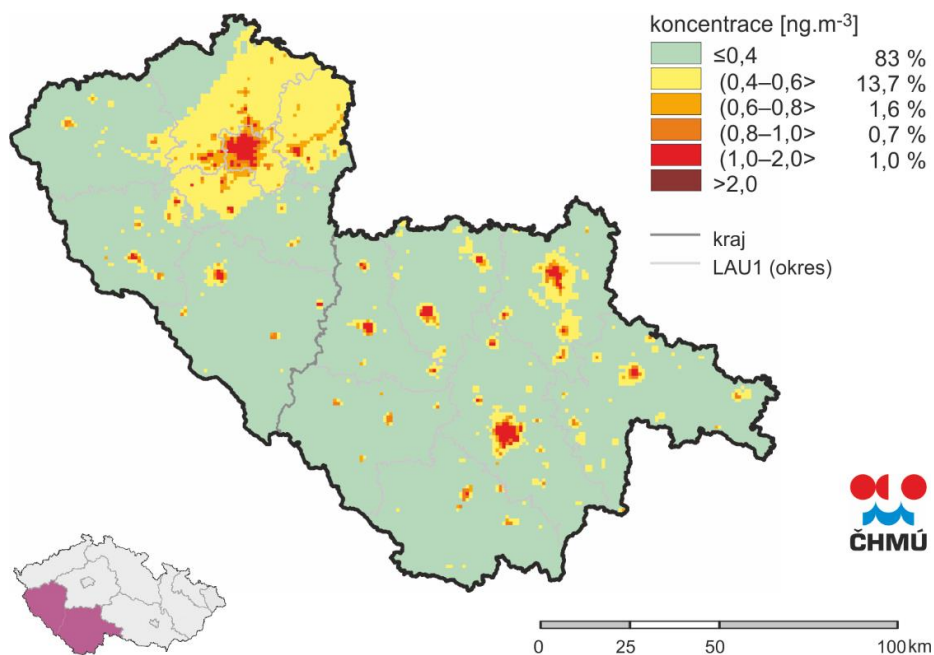 koncentrace [ng.m-3]
≤0,4 83 %
(0,4–0,6> 13,7 %
(0,6–0,8> 1,6 %
(0,8–1,0> 0,7 %
(1,0–2,0> 1,0 %
>2,0
kraj
LAU1 (okres)
ČHMÚ
0 25 50 100 km